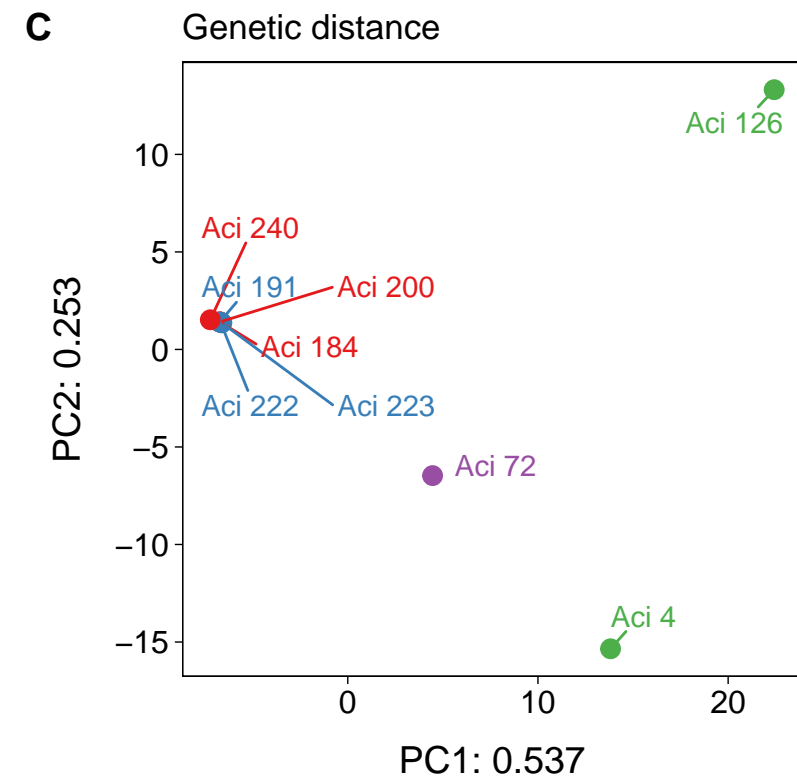 C
Genetic distance
Aci 126
10
Aci 240
5
Aci 191
Aci 200
0
Aci 184
Aci 222
Aci 223
−5
Aci 72
−10
Aci 4
−15
0 10 20
PC1: 0.537
PC2: 0.253